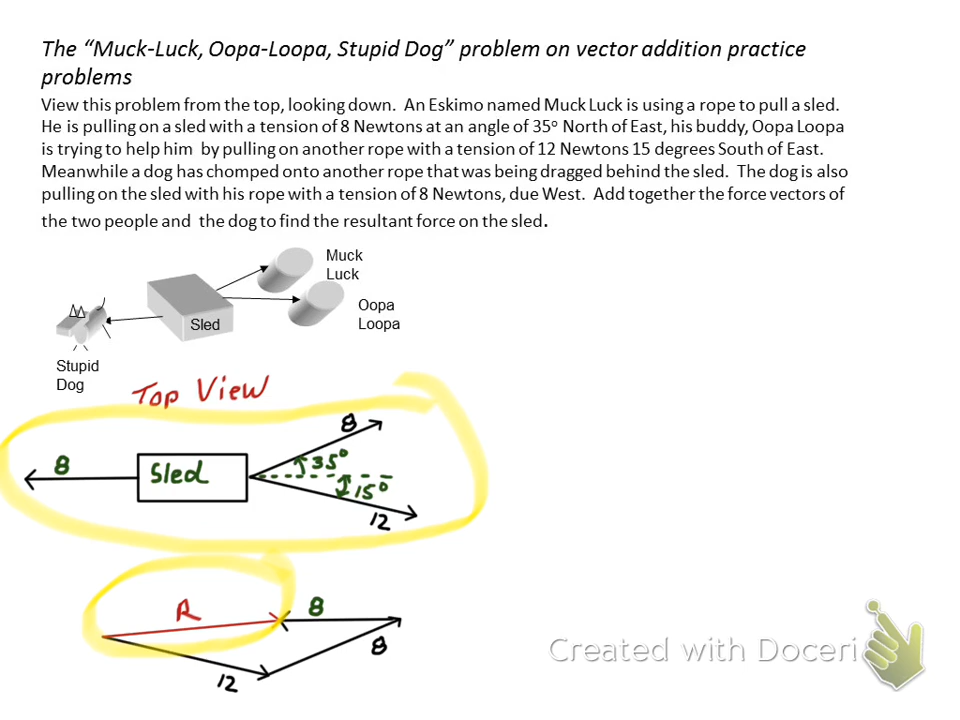 The “Muck-Luck, Oopa-Loopa, Stupid Dog” problem on vector addition practice
problems
View this problem from the top, looking down.  An Eskimo named Muck Luck is using a rope to pull a sled.
He is pulling on a sled with a tension of 8 Newtons at an angle of 35º North of East, his buddy, Oopa Loopa
is trying to help him  by pulling on another rope with a tension of 12 Newtons 15 degrees South of East.
Meanwhile a dog has chomped onto another rope that was being dragged behind the sled.  The dog is also
pulling on the sled with his rope with a tension of 8 Newtons, due West.  Add together the force vectors of
the two people and  the dog to find the resultant force on the sled.
Muck
Luck
Oopa
Loopa
Sled
Stupid
Dog
Top View
8
8
Sled
35°
15°
12
R
8
8
12
Created with Doceri